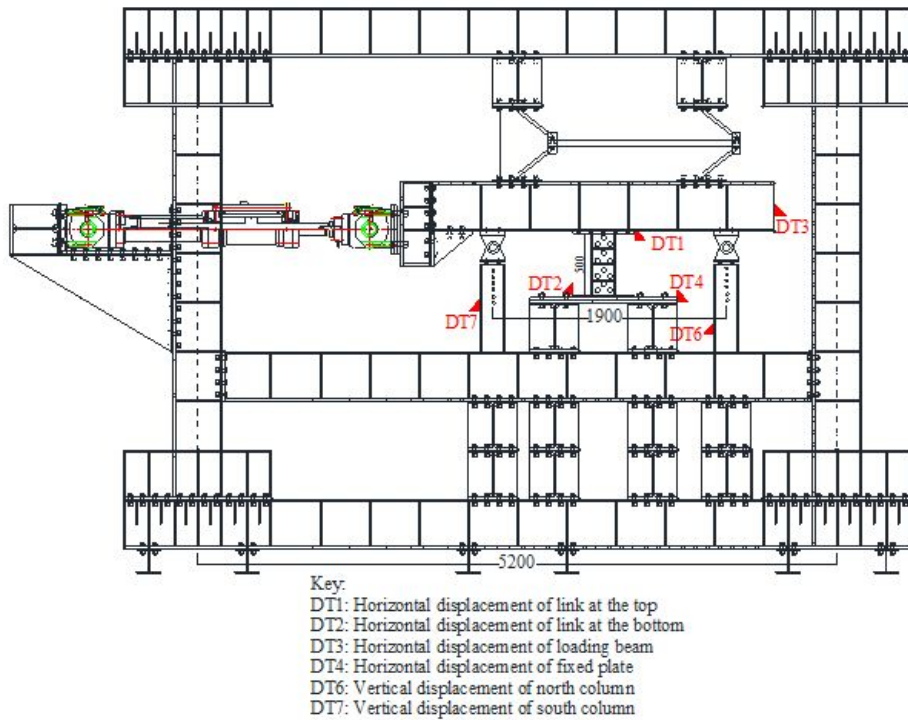 DT3
DT1
500
DT2
DT4
DT7
1900
DT6
5200
Key:
DT1: Horizontal displacement of link at the top
DT2: Horizontal displacement of link at the bottom
DT3: Horizontal displacement of loading beam
DT4: Horizontal displacement of fixed plate
DT6: Vertical displacement of north column
DT7: Vertical displacement of south column